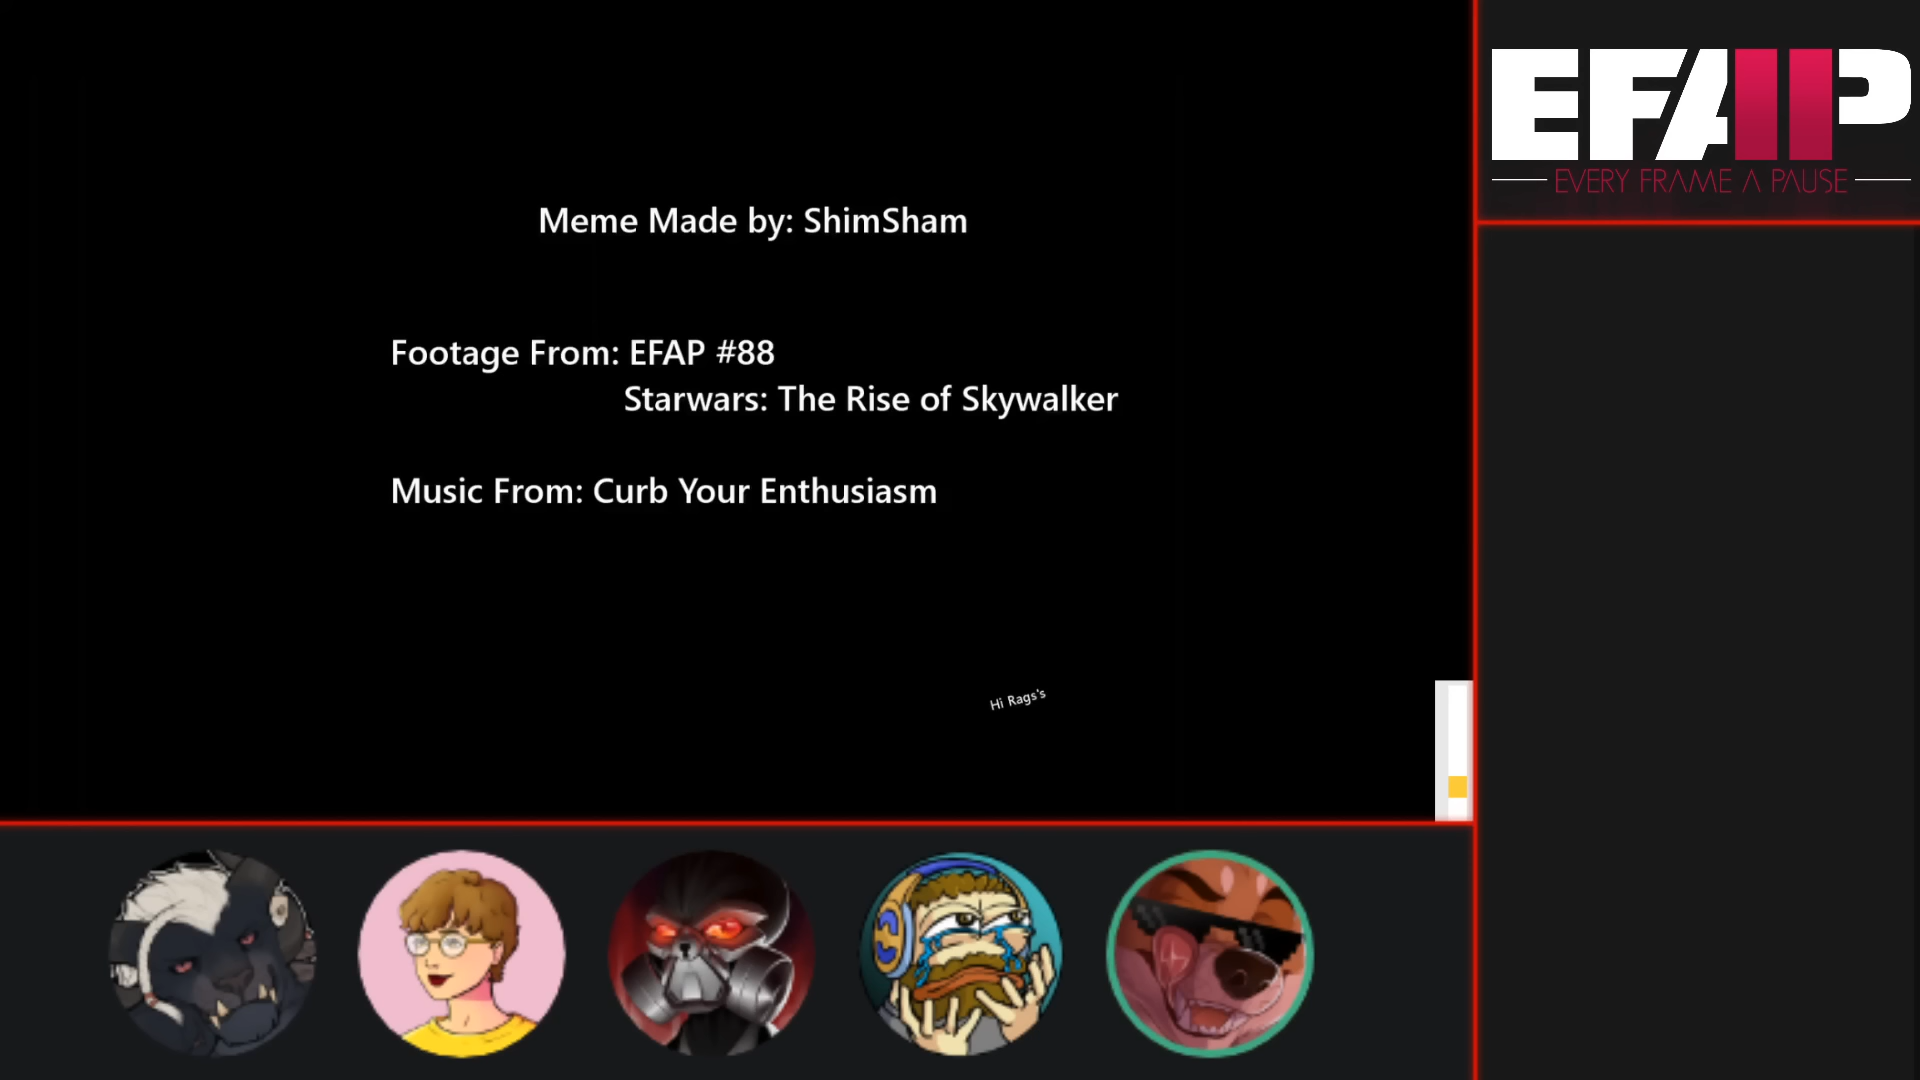 EFAP
EVERY FRAME A PAUSE
Meme Made by: ShimSham
Footage From: EFAP #88
Starwars: The Rise of Skywalker
Music From: Curb Your Enthusiasm
Hi Rags's